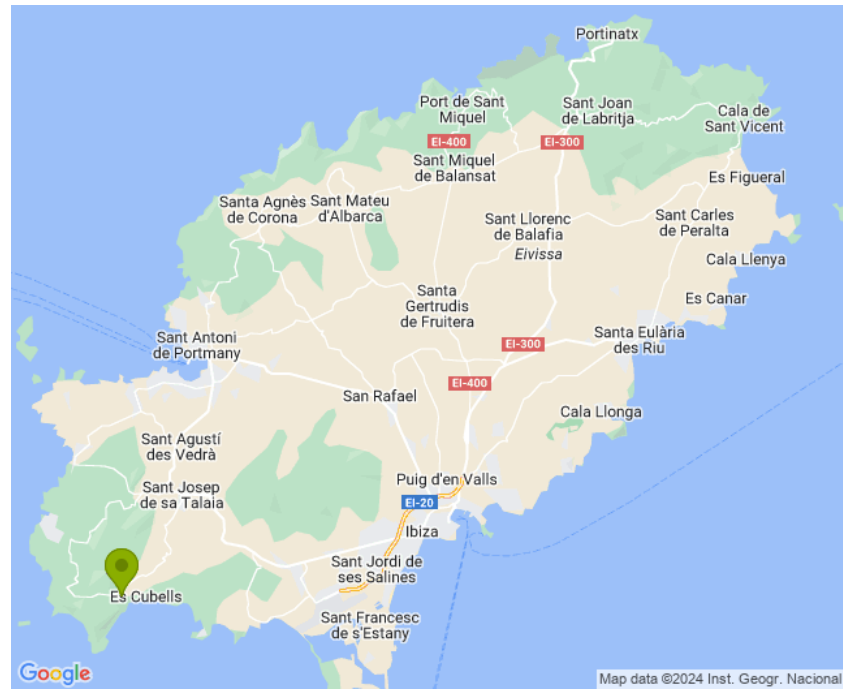 Portinatx
Port de Sant
Miquel
Sant Joan
de Labritja
Cala de
Sant Vicent
EI-400
EI-300
Sant Miquel
de Balansat
Es Figueral
Santa Agnès
de Corona
Sant Mateu
d'Albarca
Sant Llorenc
de Balafia
Eivissa
Sant Carles
de Peralta
Cala Llenya
Santa
Gertrudis
de Fruitera
Es Canar
Sant Antoni
de Portmany
Santa Eulària
des Riu
EI-300
EI-400
San Rafael
Cala Llonga
Sant Agustí
des Vedrà
Puig d'en Valls
Sant Josep
de sa Talaia
EI-20
Ibiza
Sant Jordi de
ses Salines
Es Cubells
Sant Francesc
de s'Estany
Google
Map data ©2024 Inst. Geogr. Nacional